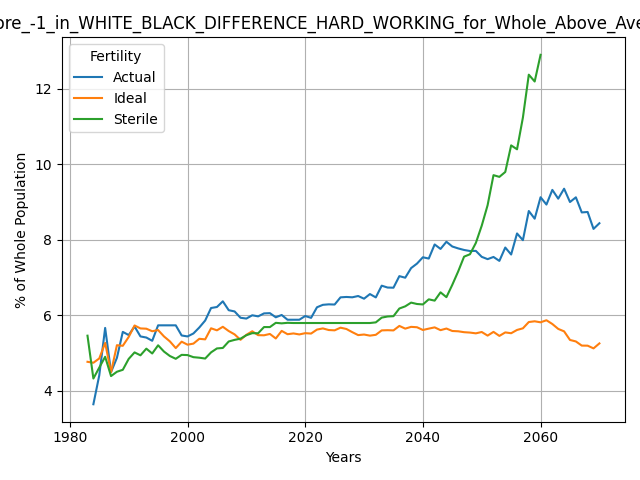 ore_-1_in_WHITE_BLACK_DIFFERENCE_HARD_WORKING_for_Whole_Above_Ave
Fertility
Actual
Ideal
Sterile
% of Whole Population
12
10
8
6
4
1980 2000 2020 2040 2060
Years